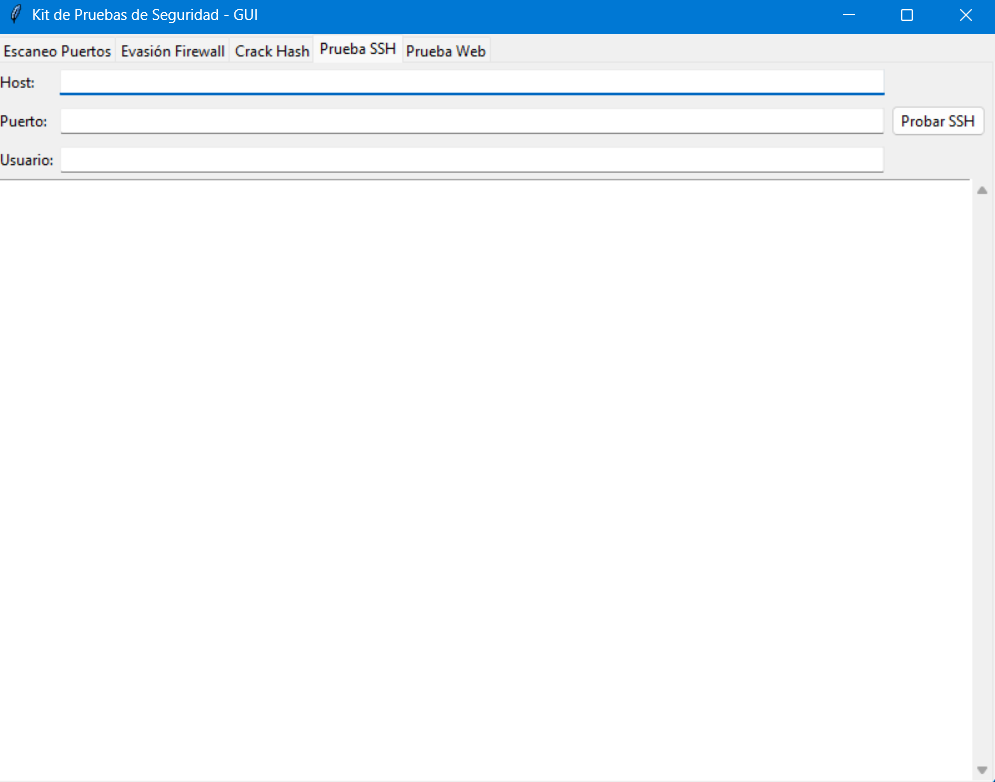 Kit de Pruebas de Seguridad - GUI
Escaneo Puertos Evasión Firewall Crack Hash Prueba SSH Prueba Web
Host:
Puerto: Probar SSH
Usuario: